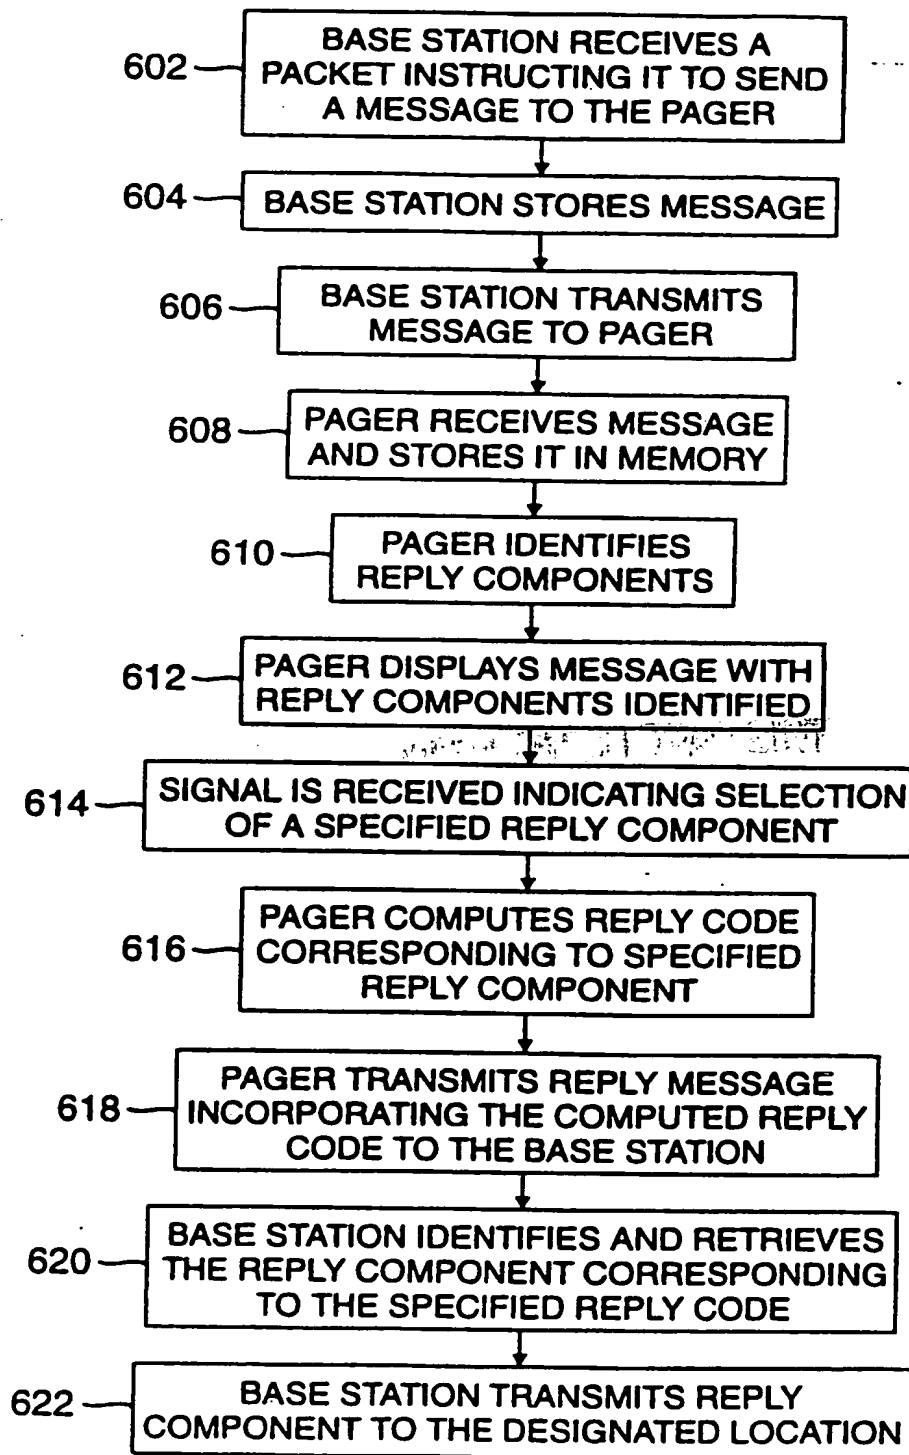 602
BASE STATION RECEIVES A
PACKET INSTRUCTING IT TO SEND
A MESSAGE TO THE PAGER
604
BASE STATION STORES MESSAGE
606
BASE STATION TRANSMITS
MESSAGE TO PAGER
608
PAGER RECEIVES MESSAGE
AND STORES IT IN MEMORY
610
PAGER IDENTIFIES
REPLY COMPONENTS
612
PAGER DISPLAYS MESSAGE WITH
REPLY COMPONENTS IDENTIFIED
614
SIGNAL IS RECEIVED INDICATING SELECTION
OF A SPECIFIED REPLY COMPONENT
616
PAGER COMPUTES REPLY CODE
CORRESPONDING TO SPECIFIED
REPLY COMPONENT
618
PAGER TRANSMITS REPLY MESSAGE
INCORPORATING THE COMPUTED REPLY
CODE TO THE BASE STATION
620
BASE STATION IDENTIFIES AND RETRIEVES
THE REPLY COMPONENT CORRESPONDING
TO THE SPECIFIED REPLY CODE
622
BASE STATION TRANSMITS REPLY
COMPONENT TO THE DESIGNATED LOCATION